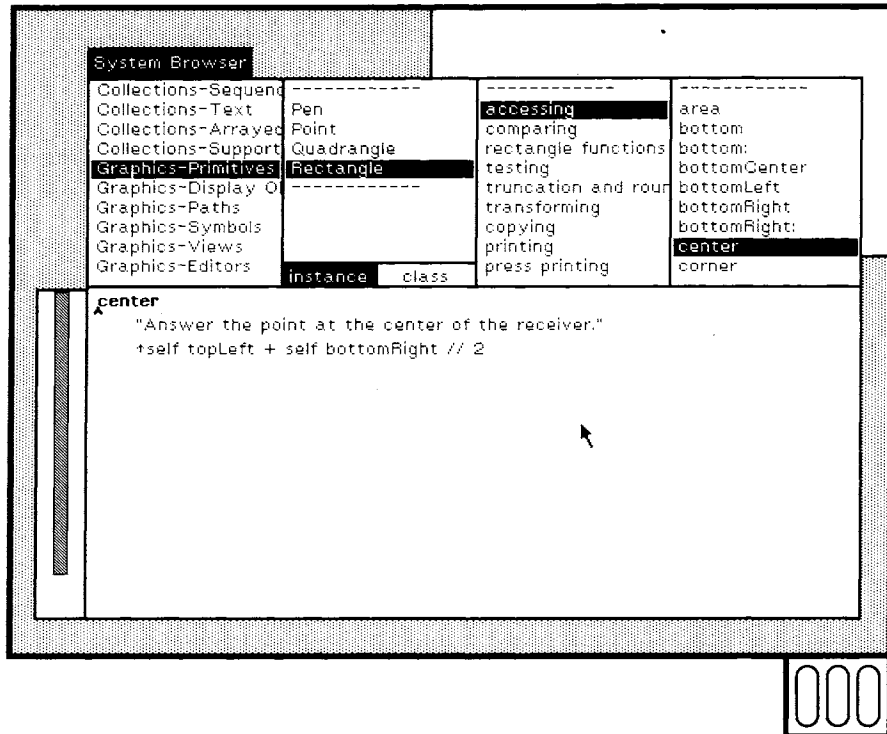 System Browser
Collections-Sequenc
Collections-Text
Collections-Arrayed
Collections-Support
Graphics-Primitives
Graphics-Display O
Graphics-Paths
Graphics-Symbols
Graphics-Views
Graphics-Editors
------------
Pen
Point
Quadrangle
Rectangle
------------
instance class
------------
accessing
comparing
rectangle functions
testing
truncation and roun
transforming
copying
printing
press printing
------------
area
bottom
bottom:
bottomCenter
bottomLeft
bottomRight
bottomRight:
center
corner
center
"Answer the point at the center of the receiver."
↑self topLeft + self bottomRight // 2